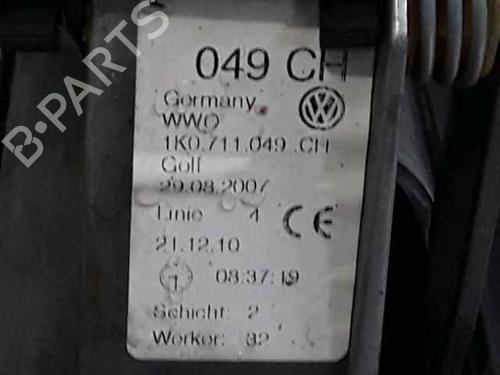 049 CH
Germany
WWO
1K0.711.049 .CH
Golf
29.08.2007
Linie 4 CE
21.12.10
1 08:37:19
Schicht: 2
Worker: 32
B-PARTS